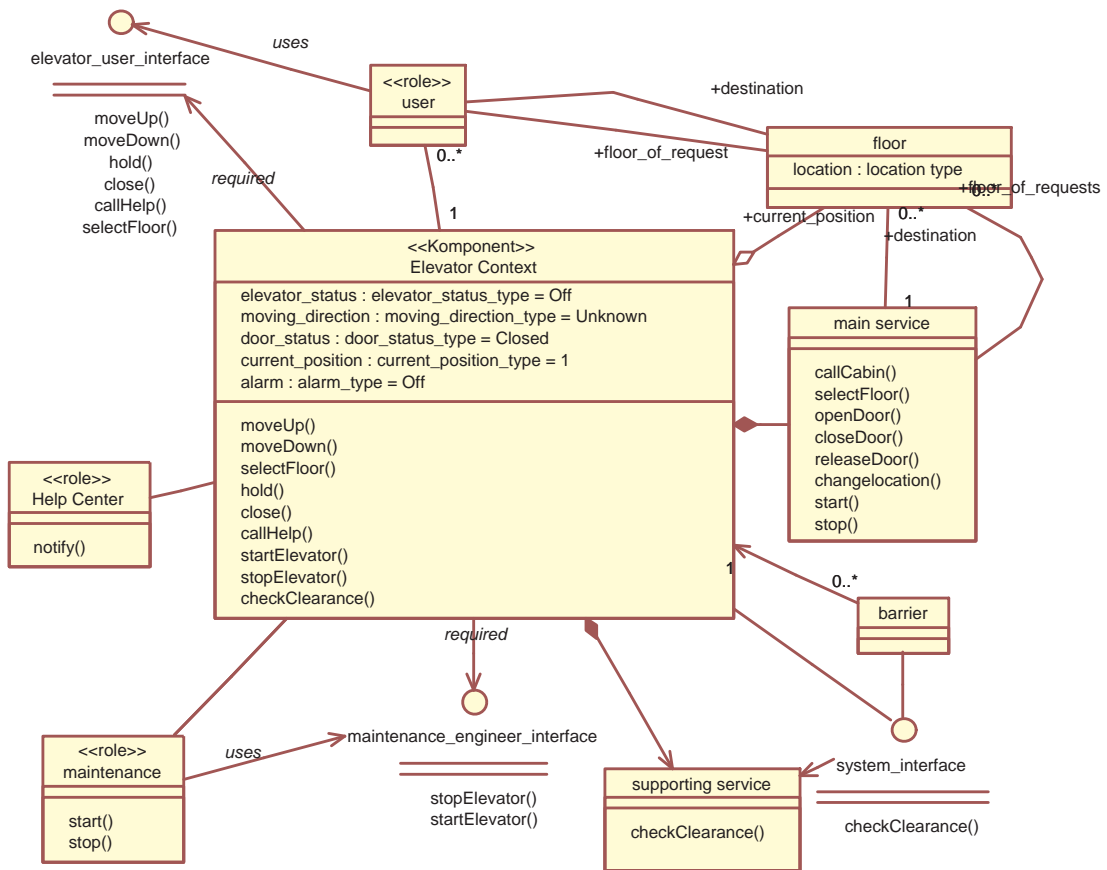 uses
elevator_user_interface
moveUp()
moveDown()
hold()
close()
callHelp()
selectFloor()
required
<<role>>
user
0..*
1
+destination
+floor_of_request
floor
location : location type
+floor_of_requests
0..*
+current_position
0..*
+destination
1
<<Komponent>>
Elevator Context
elevator_status : elevator_status_type = Off
moving_direction : moving_direction_type = Unknown
door_status : door_status_type = Closed
current_position : current_position_type = 1
alarm : alarm_type = Off
moveUp()
moveDown()
selectFloor()
hold()
close()
callHelp()
startElevator()
stopElevator()
checkClearance()
main service
callCabin()
selectFloor()
openDoor()
closeDoor()
releaseDoor()
changelocation()
start()
stop()
<<role>>
Help Center
notify()
1
0..*
barrier
required
<<role>>
maintenance
start()
stop()
uses
maintenance_engineer_interface
stopElevator()
startElevator()
supporting service
checkClearance()
system_interface
checkClearance()